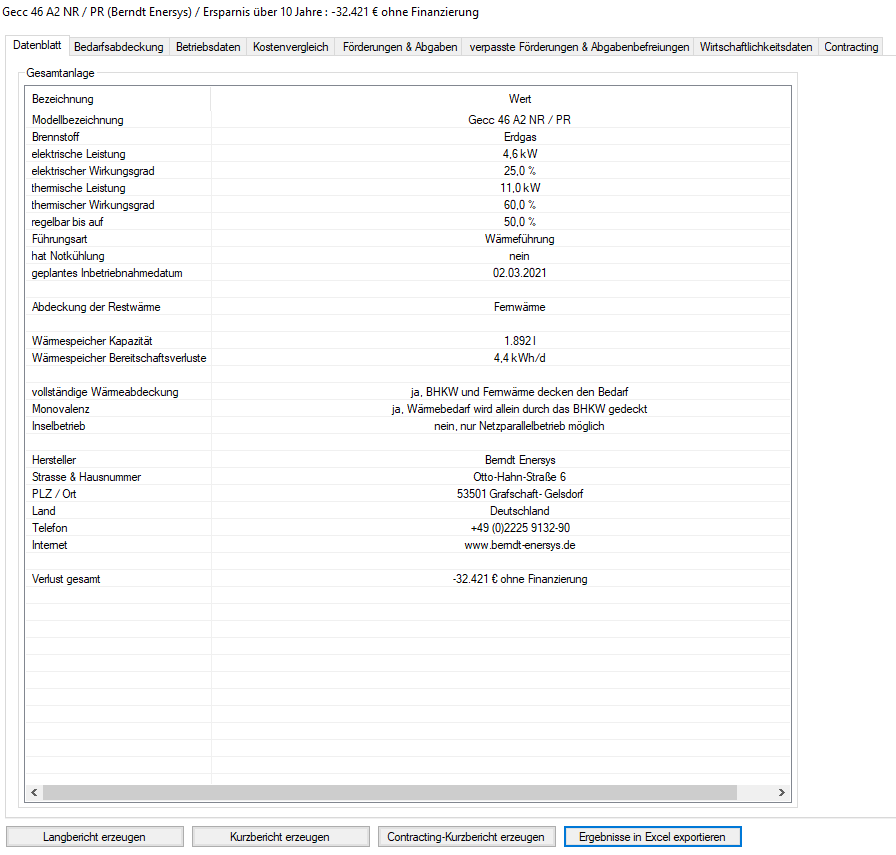 Gecc 46 A2 NR / PR (Berndt Enersys) / Ersparnis über 10 Jahre : -32.421 € ohne Finanzierung
Datenblatt Bedarfsabdeckung Betriebsdaten Kostenvergleich Förderungen & Abgaben verpasste Förderungen & Abgabenbefreiungen Wirtschaftlichkeitsdaten Contracting
Gesamtanlage
Bezeichnung Wert
Modellbezeichnung Gecc 46 A2 NR / PR
Brennstoff Erdgas
elektrische Leistung 4,6 kW
elektrischer Wirkungsgrad 25,0 %
thermische Leistung 11,0 kW
thermischer Wirkungsgrad 60,0 %
regelbar bis auf 50,0 %
Führungsart Wärmeführung
hat Notkühlung nein
geplantes Inbetriebnahmedatum 02.03.2021
Abdeckung der Restwärme Fernwärme
Wärmespeicher Kapazität 1.892 l
Wärmespeicher Bereitschaftsverluste 4,4 kWh/d
vollständige Wärmeabdeckung ja, BHKW und Fernwärme decken den Bedarf
Monovalenz ja, Wärmebedarf wird allein durch das BHKW gedeckt
Inselbetrieb nein, nur Netzparallelbetrieb möglich
Hersteller Berndt Enersys
Strasse & Hausnummer Otto-Hahn-Straße 6
PLZ / Ort 53501 Grafschaft- Gelsdorf
Land Deutschland
Telefon +49 (0)2225 9132-90
Internet www.berndt-enersys.de
Verlust gesamt -32.421 € ohne Finanzierung
Langbericht erzeugen Kurzbericht erzeugen Contracting-Kurzbericht erzeugen Ergebnisse in Excel exportieren